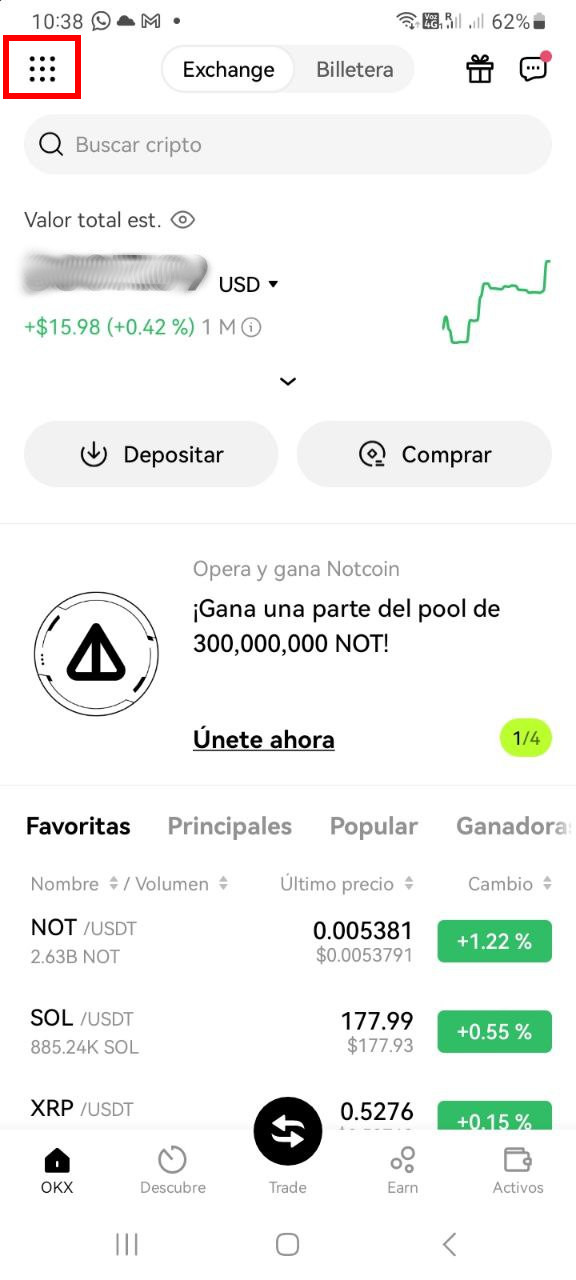 10:38 62%
Exchange Billetera
Buscar cripto
Valor total est.
USD
+$15.98 (+0.42 %) 1 M
Depositar Comprar
Opera y gana Notcoin
¡Gana una parte del pool de
300,000,000 NOT!
Únete ahora 1/4
Favoritas Principales Popular Ganadoras
Nombre / Volumen Último precio Cambio
NOT /USDT 0.005381 +1.22 %
2.63B NOT $0.0053791
SOL /USDT 177.99 +0.55 %
885.24K SOL $177.93
XRP /USDT 0.5276 +0.15 %
OKX Descubre Trade Earn Activos